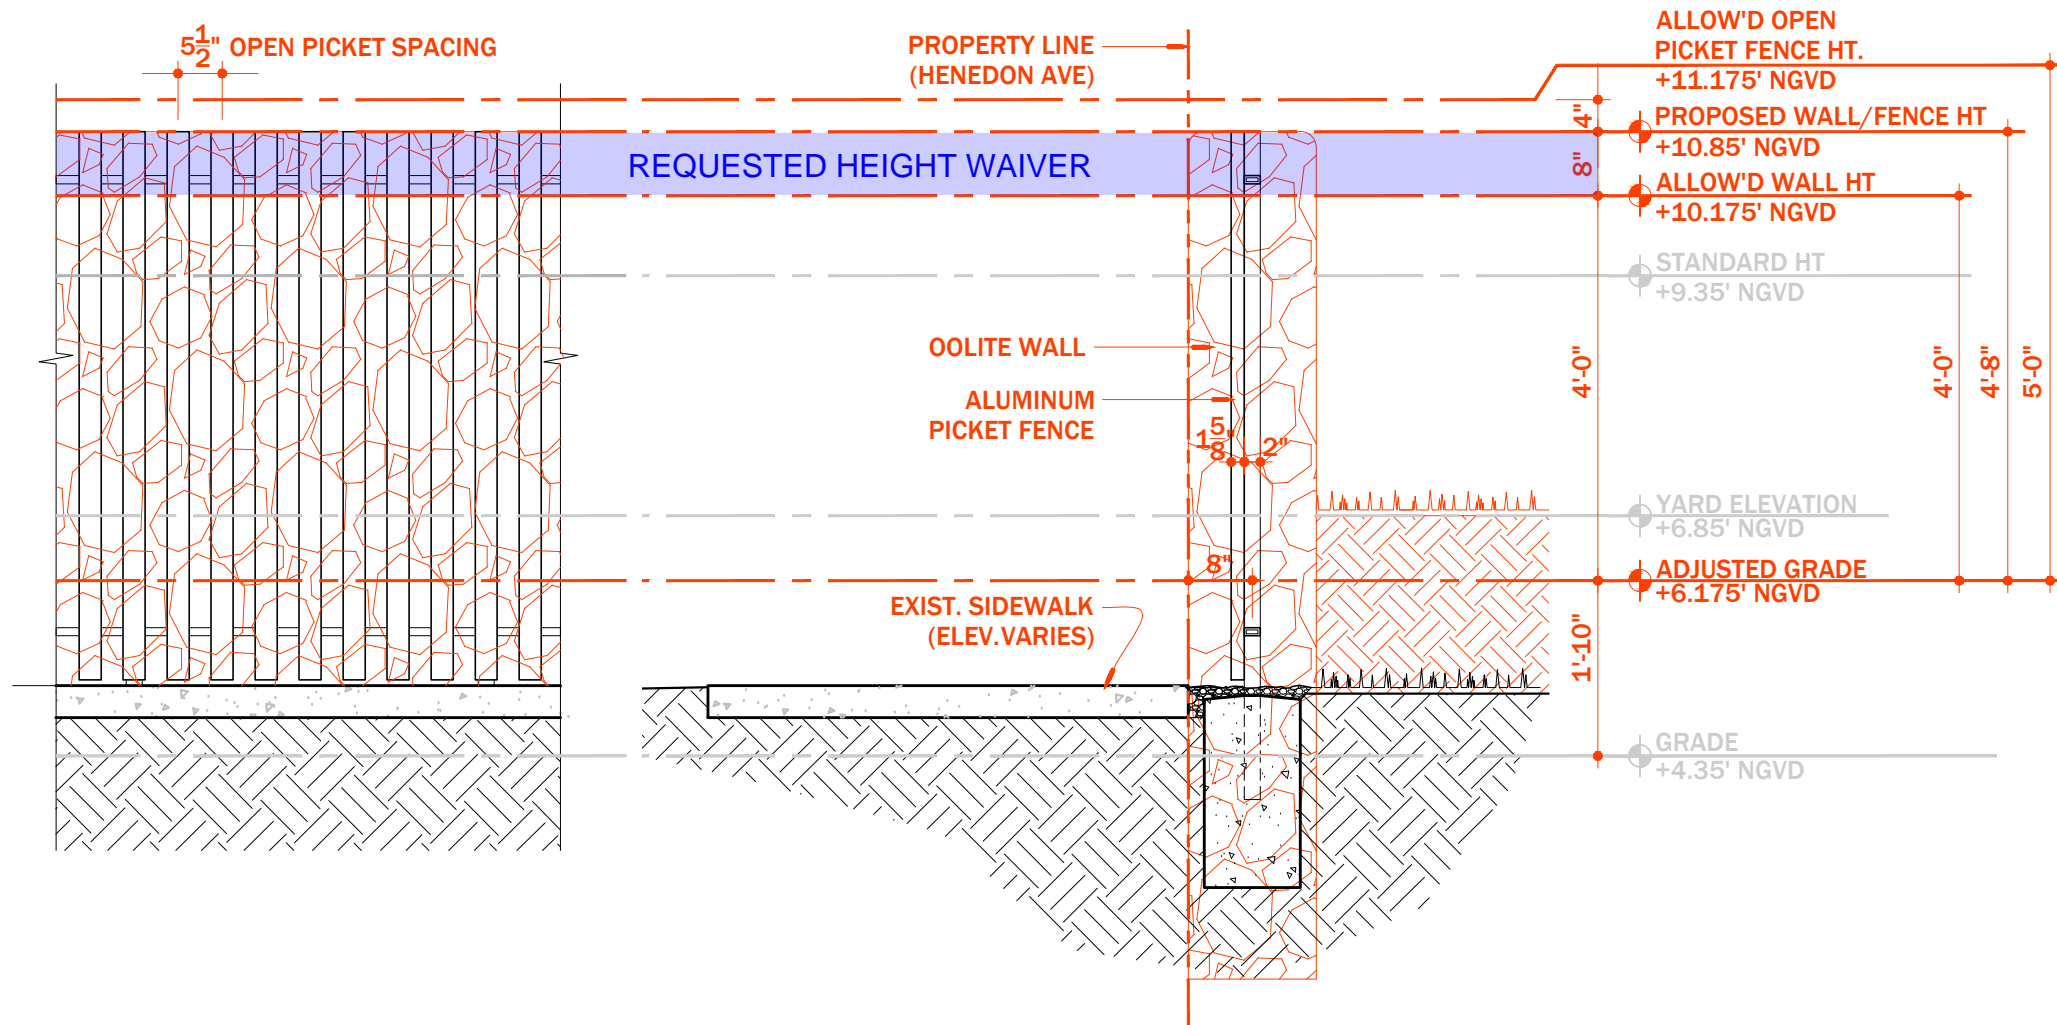 5 1/2" OPEN PICKET SPACING
PROPERTY LINE
(HENEDON AVE)
ALLOW'D OPEN
PICKET FENCE HT.
+11.175' NGVD
4"
PROPOSED WALL/FENCE HT
+10.85' NGVD
REQUESTED HEIGHT WAIVER
8"
ALLOW'D WALL HT
+10.175' NGVD
STANDARD HT
+9.35' NGVD
OOLITE WALL
ALUMINUM
PICKET FENCE
1 5/8"
2"
4'-0"
4'-0"
4'-8"
5'-0"
YARD ELEVATION
+6.85' NGVD
8"
ADJUSTED GRADE
+6.175' NGVD
EXIST. SIDEWALK
(ELEV.VARIES)
1'-10"
GRADE
+4.35' NGVD